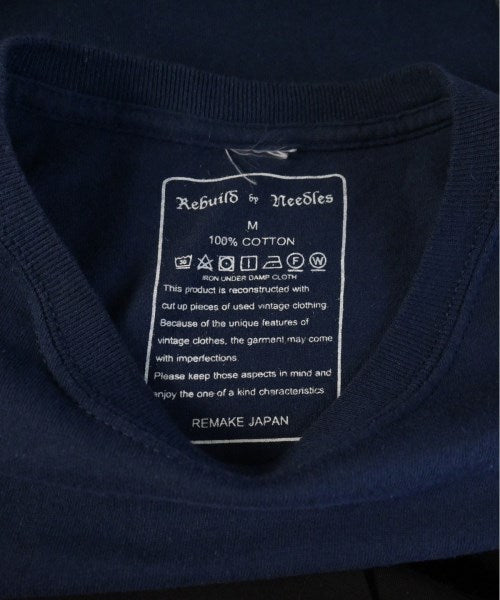 Rebuild by Needles
M
100% COTTON
30 F W
IRON UNDER DAMP CLOTH
This product is reconstructed with
cut up pieces of used vintage clothing.
Because of the unique features of
vintage clothes, the garment may come
with imperfections
Please keep those aspects in mind and
enjoy the one of a kind characteristics
REMAKE JAPAN